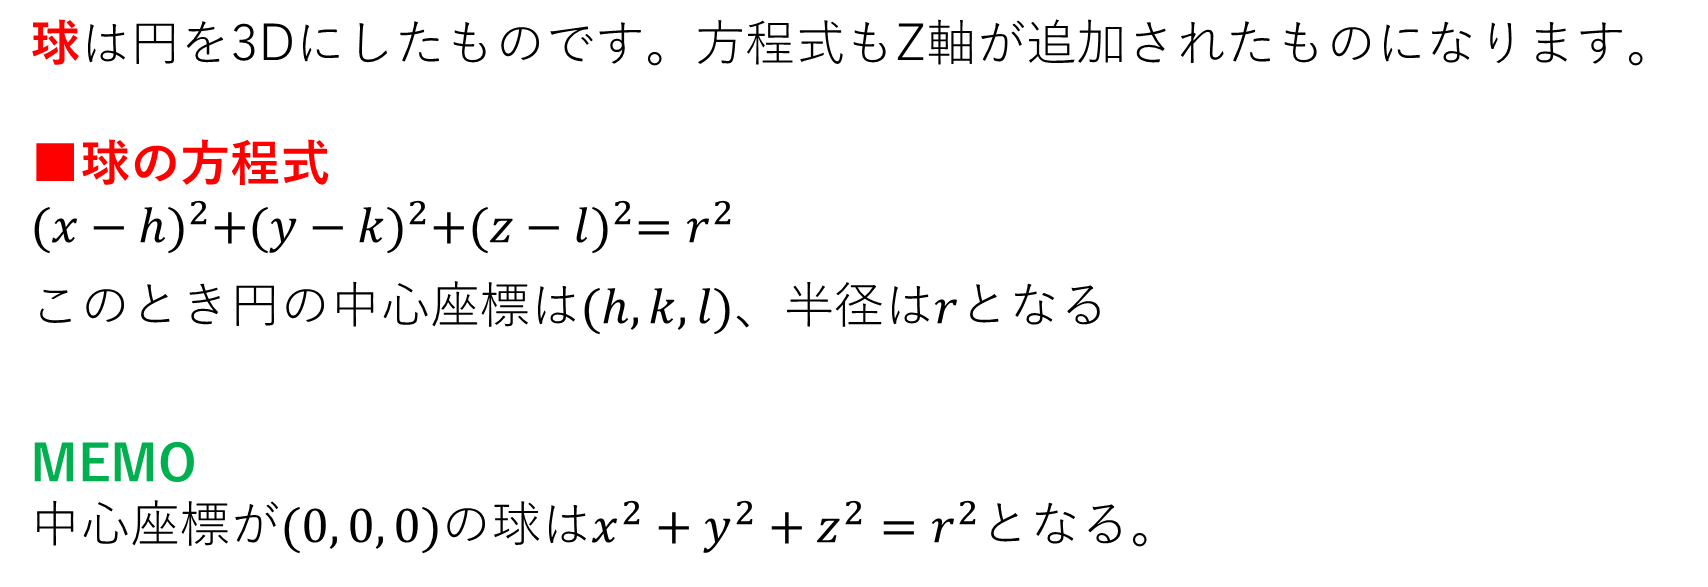 球は円を3Dにしたものです。方程式もZ軸が追加されたものになります。
■球の方程式
(x − h)²+(y − k)²+(z − l)²= r²
このとき円の中心座標は(h, k, l)、半径はrとなる
MEMO
中心座標が(0, 0, 0)の球はx² + y² + z² = r²となる。